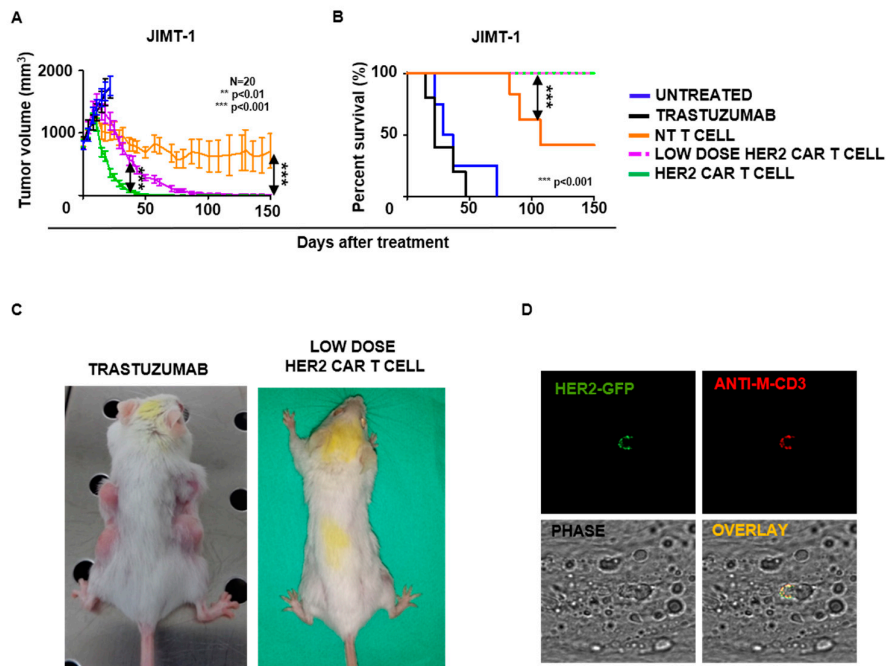 A
JIMT-1
Tumor volume (mm³)
2000
1000
0
50
100
150
N=20
** p<0.01
*** p<0.001
***
***
B
JIMT-1
Percent survival (%)
100
50
0
50
100
150
***
*** p<0.001
UNTREATED
TRASTUZUMAB
NT T CELL
LOW DOSE HER2 CAR T CELL
HER2 CAR T CELL
Days after treatment
C
TRASTUZUMAB
LOW DOSE
HER2 CAR T CELL
D
HER2-GFP
ANTI-M-CD3
PHASE
OVERLAY